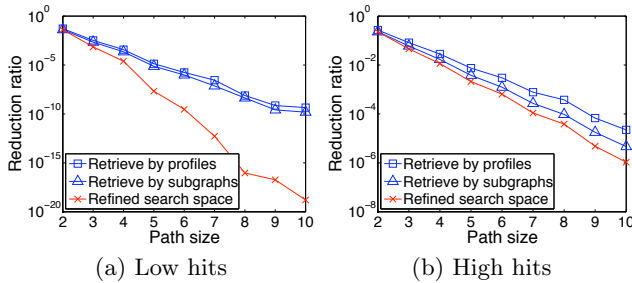 10^0
10^-5
10^-10
10^-15
10^-20
Reduction ratio
Retrieve by profiles
Retrieve by subgraphs
Refined search space
2 3 4 5 6 7 8 9 10
Path size
(a) Low hits
10^0
10^-2
10^-4
10^-6
10^-8
Reduction ratio
Retrieve by profiles
Retrieve by subgraphs
Refined search space
2 3 4 5 6 7 8 9 10
Path size
(b) High hits